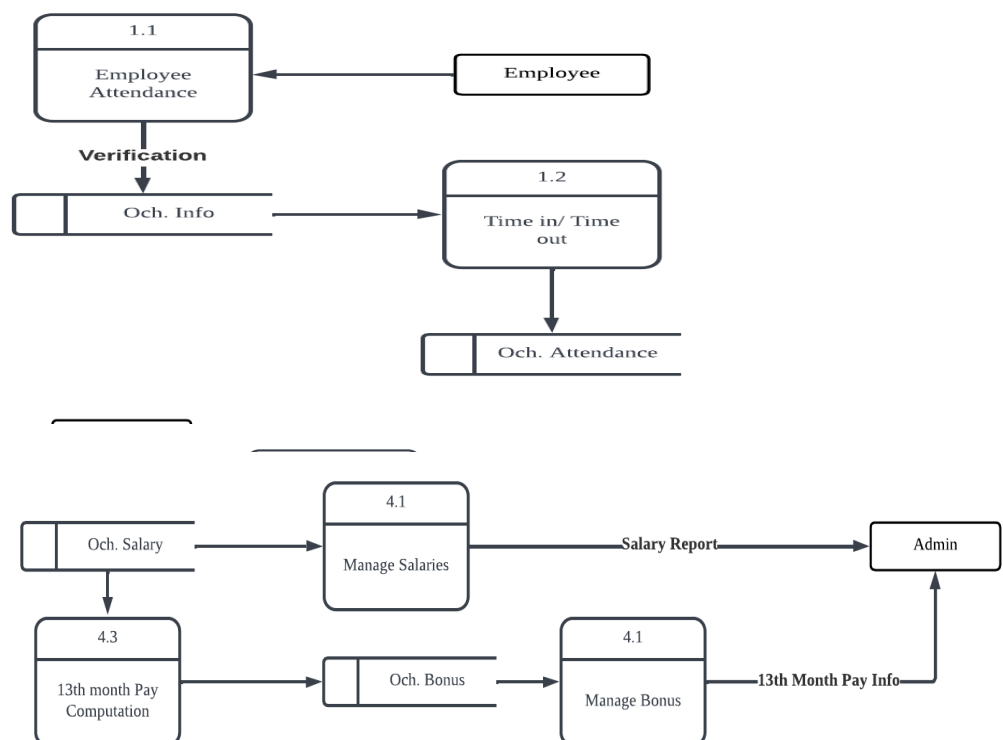 1.1
Employee
Attendance
Employee
Verification
Och. Info
1.2
Time in/ Time
out
Och. Attendance
4.1
Och. Salary
Manage Salaries
Salary Report
Admin
4.3
13th month Pay
Computation
Och. Bonus
4.1
Manage Bonus
13th Month Pay Info